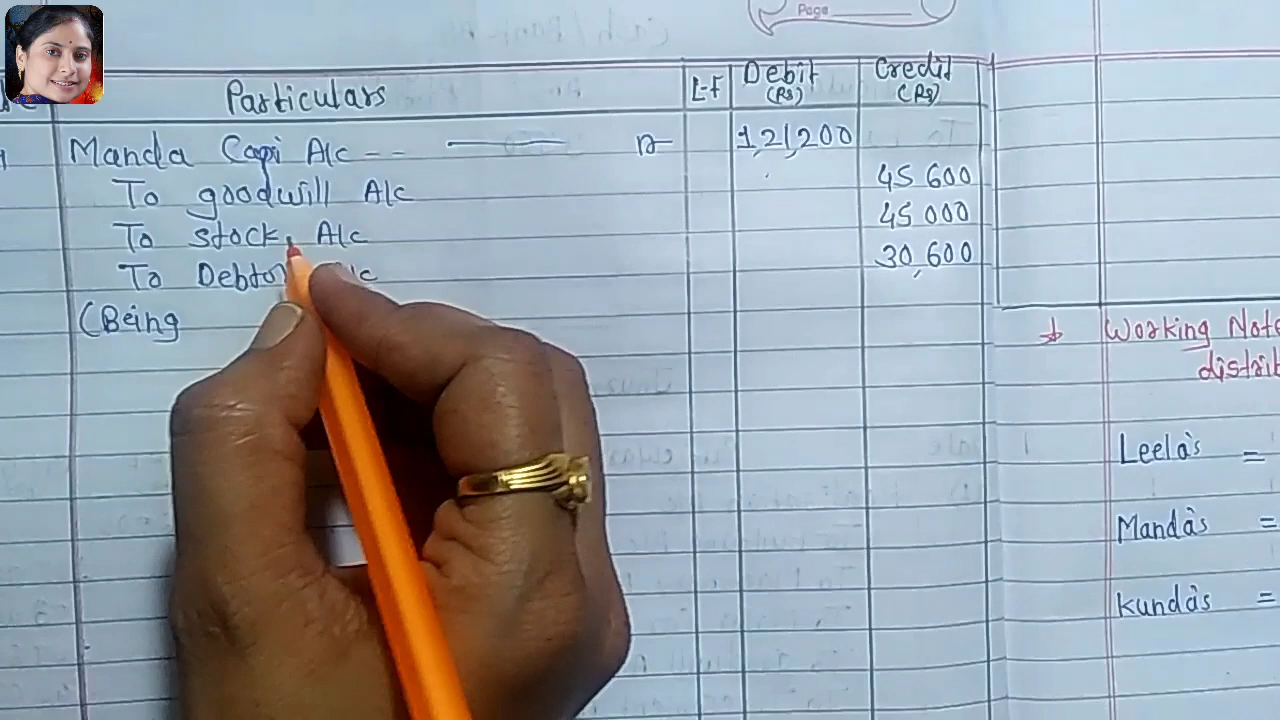 Page
Particulars L-F Debit (Rs) Credit (Rs)
Manda Capi A/c -- Dr 1,21,200
To goodwill A/c 45 600
To stock A/c 45 000
To Debtor 30,600
(Being
Working Note
distrib
Leela's =
Manda's =
Kunda's =